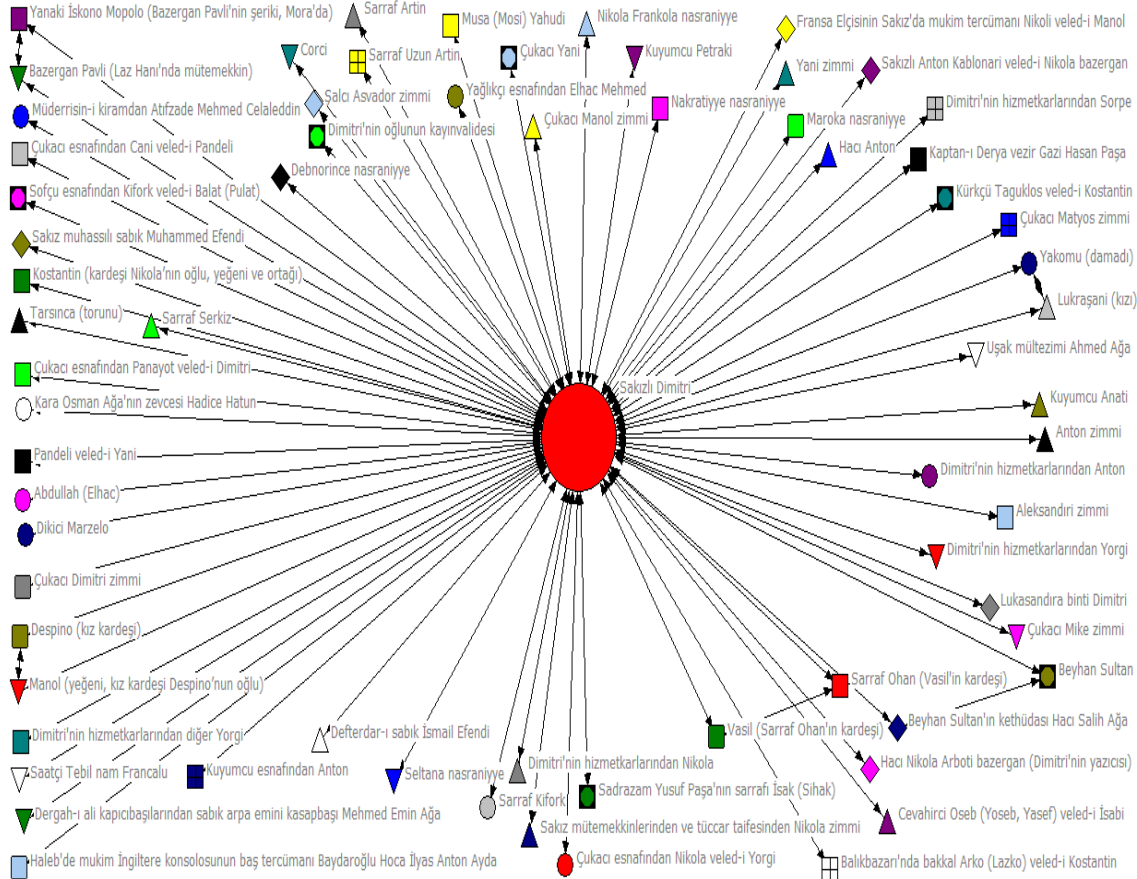 Yanaki İskono Mopolo (Bazergan Pavli'nin şeriki, Mora'da)
Sarraf Artin
Musa (Mosi) Yahudi
Nikola Frankola nasraniyye
Fransa Elçisinin Sakız'da mukim tercümanı Nikoli veled-i Manol
Corci
Sarraf Uzun Artin
Çukacı Yani
Kuyumcu Petraki
Bazergan Pavli (Laz Hanı'nda mütemekkin)
Yani zimmi
Sakızlı Anton Kablonari veled-i Nikola bazergan
Salcı Asvador zimmi
Yağlıkçı esnafından Elhac Mehmed
Müderrisin-i kiramdan Atıfzade Mehmed Celaleddin
Nakratiyye nasraniyye
Dimitri'nin hizmetkarlarından Sorpe
Çukacı Manol zimmi
Maroka nasraniyye
Dimitri'nin oğlunun kayınvalidesi
Çukacı esnafından Cani veled-i Pandeli
Hacı Anton
Kaptan-ı Derya vezir Gazi Hasan Paşa
Debnorince nasraniyye
Sofçu esnafından Kifork veled-i Balat (Pulat)
Kürkçü Taguklos veled-i Kostantin
Çukacı Matyos zimmi
Sakız muhassılı sabık Muhammed Efendi
Yakomu (damadı)
Kostantin (kardeşi Nikola'nın oğlu, yeğeni ve ortağı)
Lukraşani (kızı)
Tarsınca (torunu)
Sarraf Serkiz
Uşak mültezimi Ahmed Ağa
Çukacı esnafından Panayot veled-i Dimitri
Sakızlı Dimitri
Kara Osman Ağa'nın zevcesi Hadice Hatun
Kuyumcu Anati
Anton zimmi
Pandeli veled-i Yani
Dimitri'nin hizmetkarlarından Anton
Abdullah (Elhac)
Aleksandıri zimmi
Dikici Marzelo
Dimitri'nin hizmetkarlarından Yorgi
Çukacı Dimitri zimmi
Lukasandıra binti Dimitri
Despino (kız kardeşi)
Çukacı Mike zimmi
Beyhan Sultan
Sarraf Ohan (Vasil'in kardeşi)
Manol (yeğeni, kız kardeşi Despino'nun oğlu)
Beyhan Sultan'ın kethüdası Hacı Salih Ağa
Vasil (Sarraf Ohan'ın kardeşi)
Defterdar-ı sabık İsmail Efendi
Dimitri'nin hizmetkarlarından diğer Yorgi
Hacı Nikola Arboti bazergan (Dimitri'nin yazıcısı)
Dimitri'nin hizmetkarlarından Nikola
Saatçi Tebil nam Francalu
Kuyumcu esnafından Anton
Seltana nasraniyye
Sadrazam Yusuf Paşa'nın sarrafı İsak (Sihak)
Sarraf Kifork
Dergah-ı ali kapıcıbaşılarından sabık arpa emini kasapbaşı Mehmed Emin Ağa
Cevahirci Oseb (Yoseb, Yasef) veled-i İsabi
Sakız mütemekkinlerinden ve tüccar taifesinden Nikola zimmi
Haleb'de mukim İngiltere konsolosunun baş tercümanı Baydaroğlu Hoca İlyas Anton Ayda
Çukacı esnafından Nikola veled-i Yorgi
Balıkbazarı'nda bakkal Arko (Lazko) veled-i Kostantin